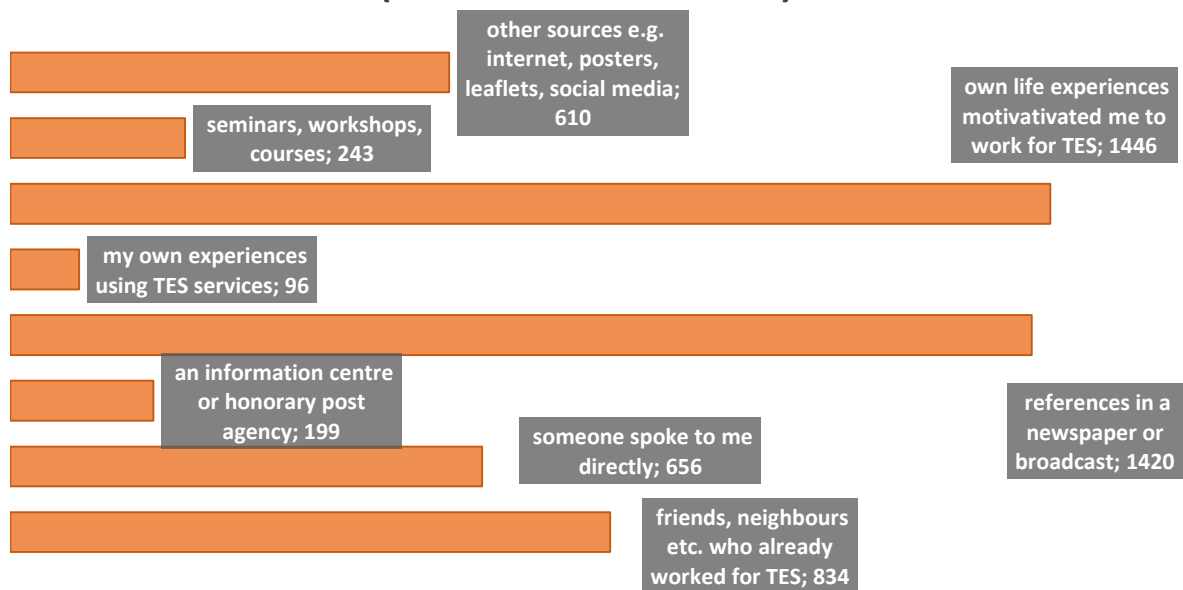 other sources e.g.
internet, posters,
leaflets, social media;
610
own life experiences
motivativated me to
work for TES; 1446
seminars, workshops,
courses; 243
my own experiences
using TES services; 96
an information centre
or honorary post
agency; 199
references in a
newspaper or
broadcast; 1420
someone spoke to me
directly; 656
friends, neighbours
etc. who already
worked for TES; 834